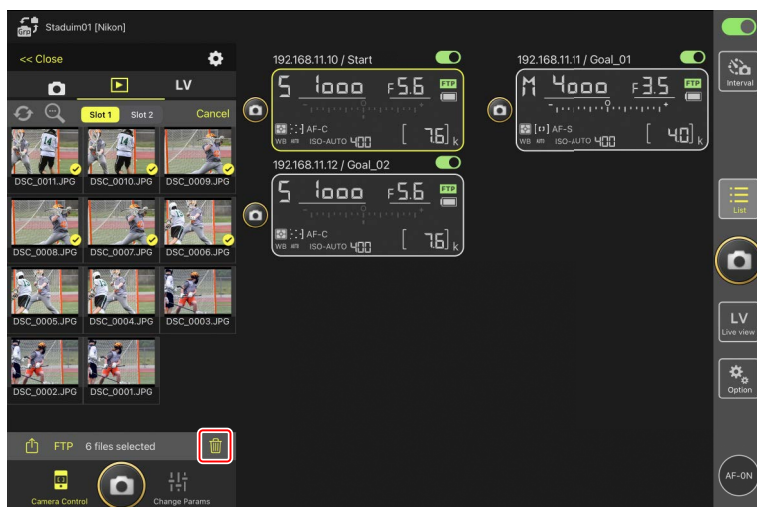 Grp Staduim01 [Nikon]
<< Close
LV
Slot 1 Slot 2 Cancel
DSC_0011.JPG DSC_0010.JPG DSC_0009.JPG
DSC_0008.JPG DSC_0007.JPG DSC_0006.JPG
DSC_0005.JPG DSC_0004.JPG DSC_0003.JPG
DSC_0002.JPG DSC_0001.JPG
FTP 6 files selected
Camera Control Change Params
192.168.11.10 / Start
S 1000 F5.6 FTP
AF-C
WB ISO-AUTO 400 [ 7.6] k
192.168.11.11 / Goal_01
M 4000 F3.5 FTP
AF-S
WB ISO-AUTO 400 [ 4.0] k
192.168.11.12 / Goal_02
S 1000 F5.6 FTP
AF-C
WB ISO-AUTO 400 [ 7.6] k
Interval
List
LV
Live view
Option
AF-ON